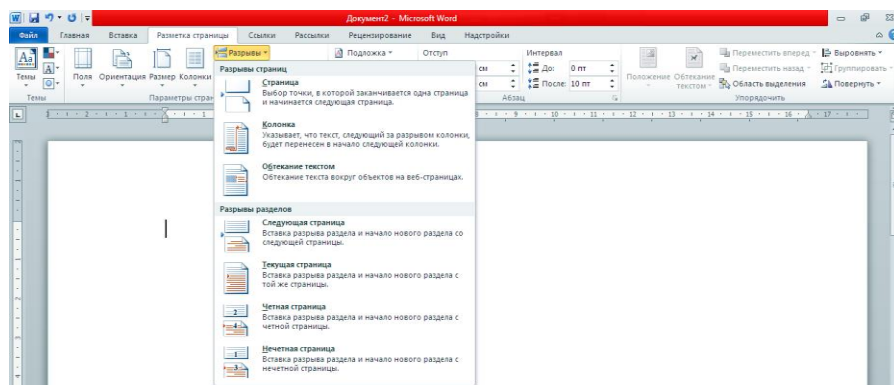 Документ2 - Microsoft Word
Файл Главная Вставка Разметка страницы Ссылки Рассылки Рецензирование Вид Надстройки
Разрывы Подложка Отступ Интервал Переместить вперед Выровнять
До: 0 пт Переместить назад Группировать
Темы Поля Ориентация Размер Колонки см После: 10 пт Положение Обтекание текстом Область выделения Повернуть
Темы Параметры стран Абзац Упорядочить
Разрывы страниц
Страница
Выбор точки, в которой заканчивается одна страница
и начинается следующая страница.
Колонка
Указывает, что текст, следующий за разрывом колонки,
будет перенесен в начало следующей колонки.
Обтекание текстом
Обтекание текста вокруг объектов на веб-страницах.
Разрывы разделов
Следующая страница
Вставка разрыва раздела и начало нового раздела со
следующей страницы.
Текущая страница
Вставка разрыва раздела и начало нового раздела с
той же страницы.
Четная страница
Вставка разрыва раздела и начало нового раздела с
четной страницы.
Нечетная страница
Вставка разрыва раздела и начало нового раздела с
нечетной страницы.